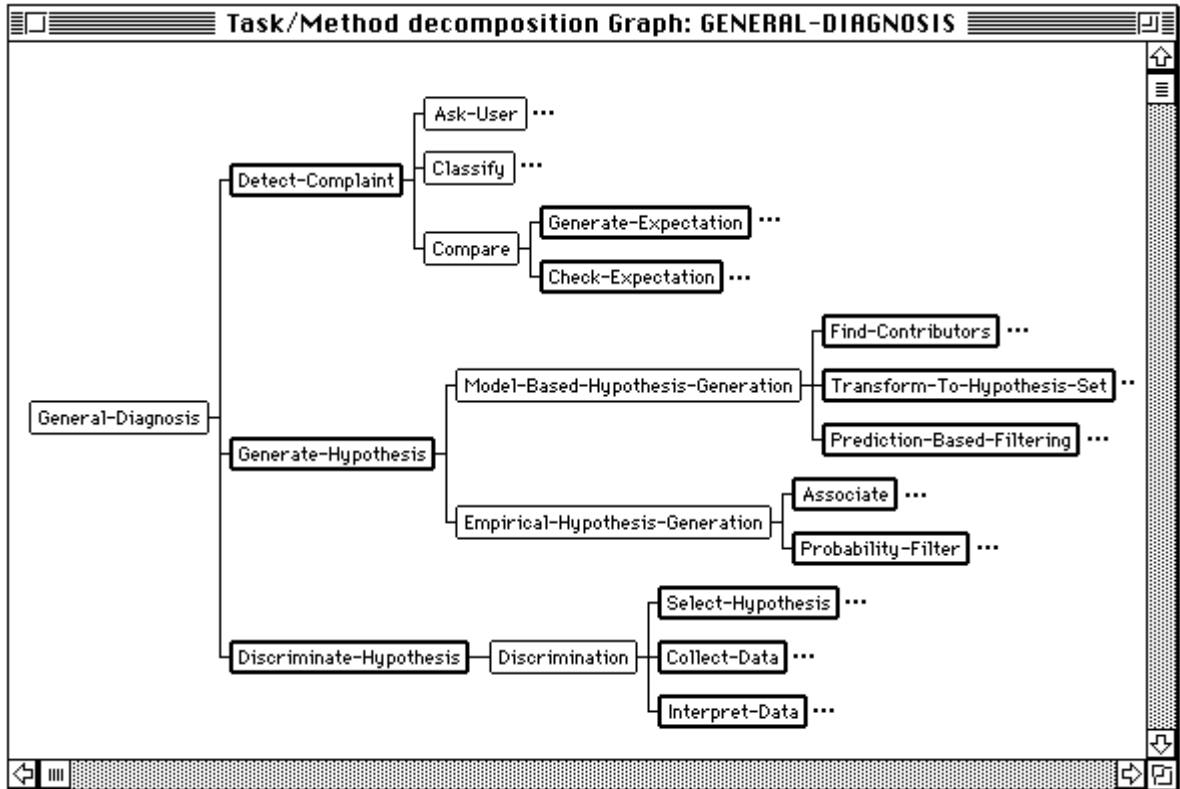 Task/Method decomposition Graph: GENERAL-DIAGNOSIS
Ask-User ...
Classify ...
Detect-Complaint
Generate-Expectation ...
Compare
Check-Expectation ...
Find-Contributors ...
Model-Based-Hypothesis-Generation
Transform-To-Hypothesis-Set ..
General-Diagnosis
Prediction-Based-Filtering ...
Generate-Hypothesis
Associate ...
Empirical-Hypothesis-Generation
Probability-Filter ...
Select-Hypothesis ...
Discriminate-Hypothesis
Discrimination
Collect-Data ...
Interpret-Data ...